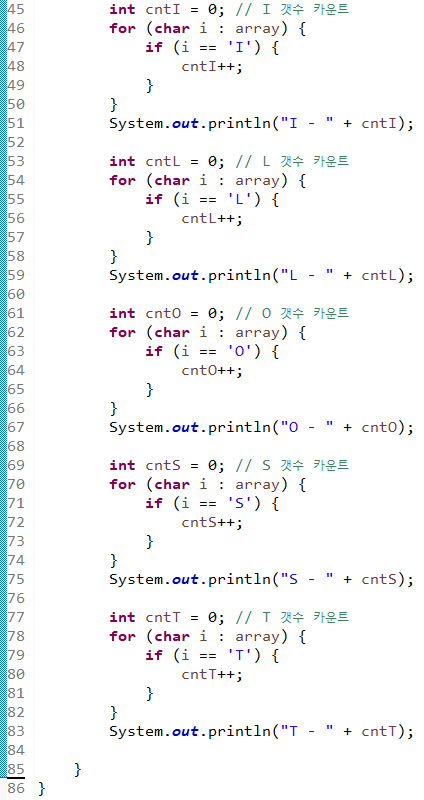 45 int cntI = 0; // I 갯수 카운트
46 for (char i : array) {
47 if (i == 'I') {
48 cntI++;
49 }
50 }
51 System.out.println("I - " + cntI);
52
53 int cntL = 0; // L 갯수 카운트
54 for (char i : array) {
55 if (i == 'L') {
56 cntL++;
57 }
58 }
59 System.out.println("L - " + cntL);
60
61 int cntO = 0; // O 갯수 카운트
62 for (char i : array) {
63 if (i == 'O') {
64 cntO++;
65 }
66 }
67 System.out.println("O - " + cntO);
68
69 int cntS = 0; // S 갯수 카운트
70 for (char i : array) {
71 if (i == 'S') {
72 cntS++;
73 }
74 }
75 System.out.println("S - " + cntS);
76
77 int cntT = 0; // T 갯수 카운트
78 for (char i : array) {
79 if (i == 'T') {
80 cntT++;
81 }
82 }
83 System.out.println("T - " + cntT);
84
85 }
86 }